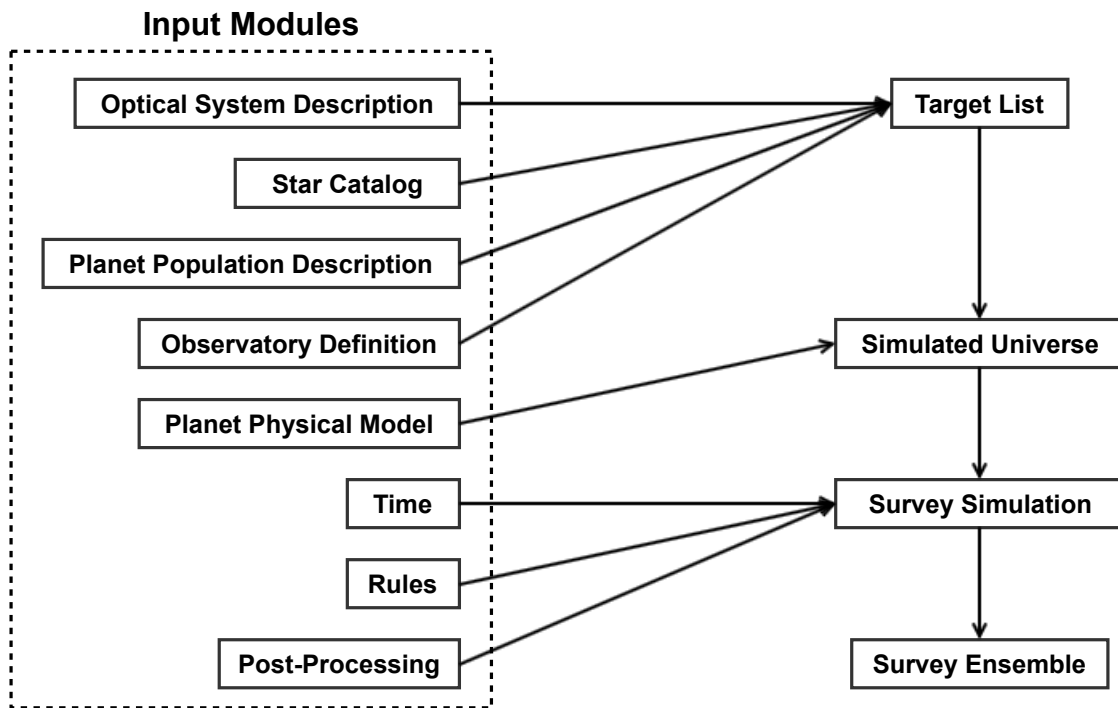 Input Modules
Optical System Description
Target List
Star Catalog
Planet Population Description
Observatory Definition
Simulated Universe
Planet Physical Model
Time
Survey Simulation
Rules
Post-Processing
Survey Ensemble